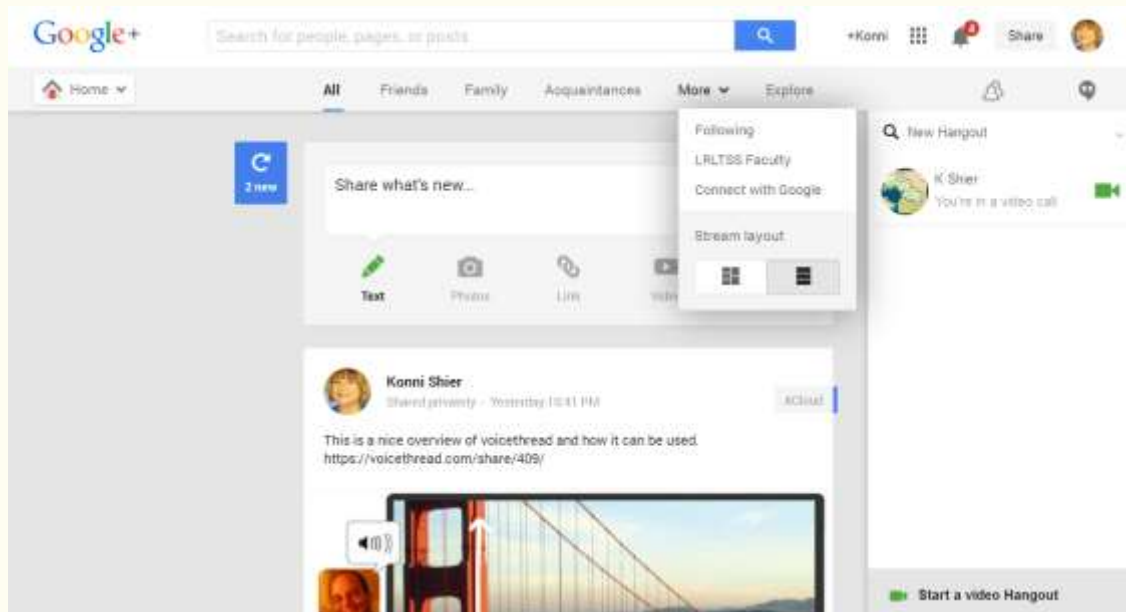 Google+
Search for people, pages, or posts
+Konni
4
Share
Home
All Friends Family Acquaintances More Explore
Following
LRLTSS Faculty
Connect with Google
Stream layout
New Hangout
K Shier
You're in a video call
2 new
Share what's new...
Text Photos Link Video
Konni Shier
Shared privately - Yesterday 10:41 PM
#Cloud
This is a nice overview of voicethread and how it can be used.
https://voicethread.com/share/409/
Start a video Hangout